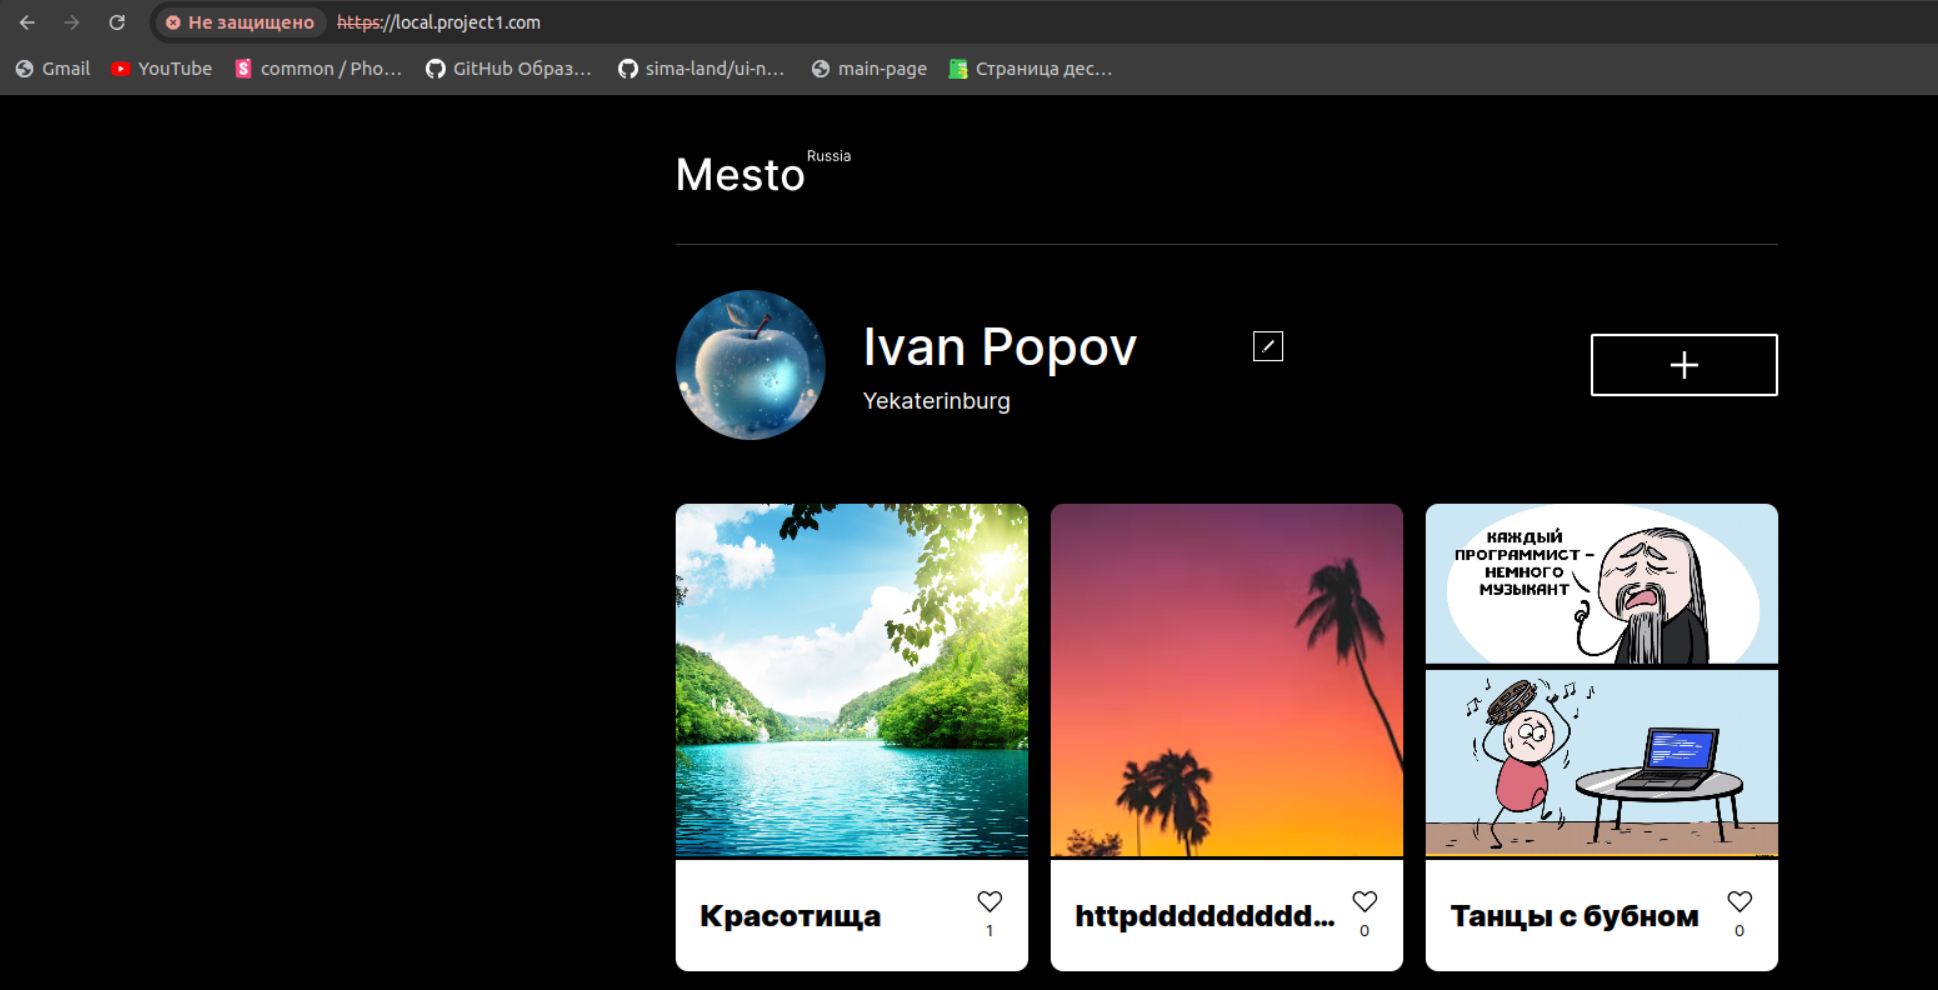 Не защищено https://local.project1.com
Gmail YouTube common / Pho... GitHub Образ... sima-land/ui-n... main-page Страница дес...
Mesto Russia
Ivan Popov
Yekaterinburg
КАЖДЫЙ
ПРОГРАММИСТ –
НЕМНОГО
МУЗЫКАНТ
Красотища
1
httpdddddddddd...
0
Танцы с бубном
0